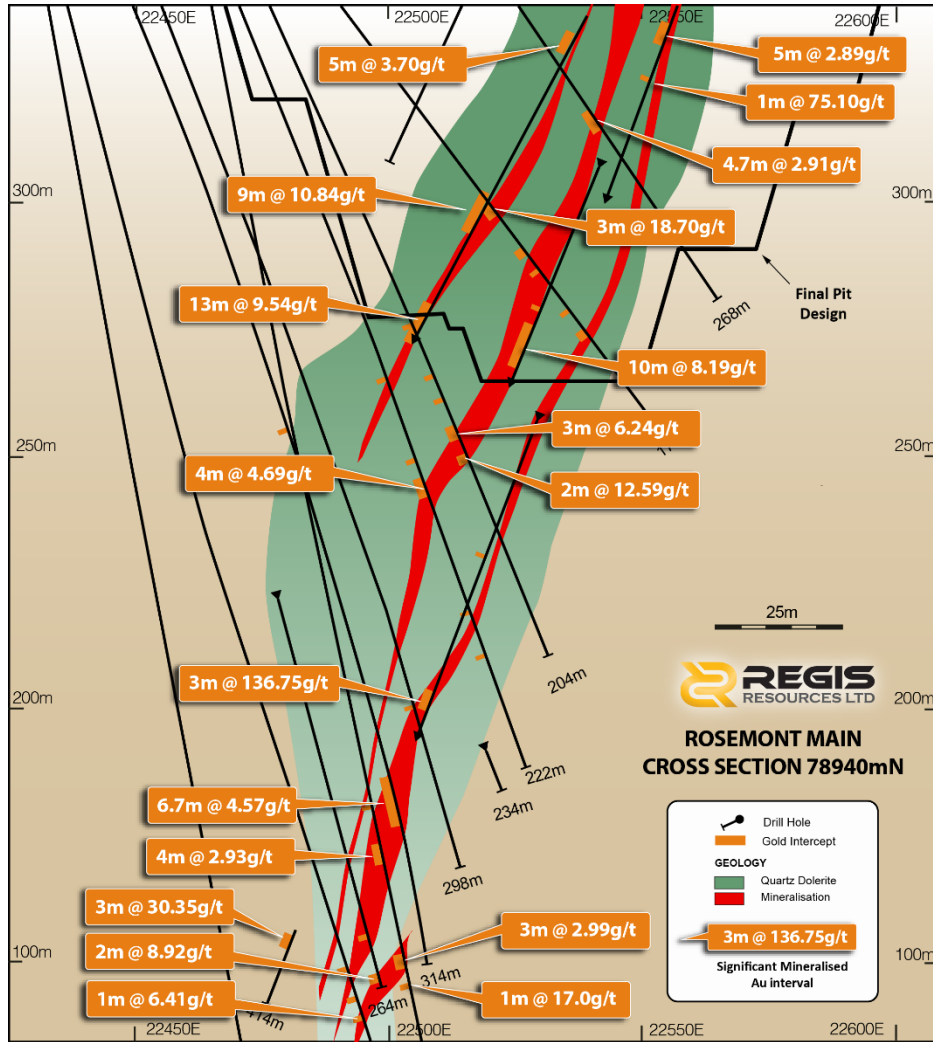 22450E
22500E
22550E
22600E
5m @ 3.70g/t
5m @ 2.89g/t
1m @ 75.10g/t
4.7m @ 2.91g/t
300m
300m
9m @ 10.84g/t
3m @ 18.70g/t
13m @ 9.54g/t
Final Pit
Design
268m
10m @ 8.19g/t
3m @ 6.24g/t
250m
250m
4m @ 4.69g/t
2m @ 12.59g/t
25m
3m @ 136.75g/t
204m
REGIS
RESOURCES LTD
200m
200m
ROSEMONT MAIN
CROSS SECTION 78940mN
222m
234m
6.7m @ 4.57g/t
Drill Hole
Gold Intercept
4m @ 2.93g/t
GEOLOGY
298m
Quartz Dolerite
Mineralisation
3m @ 30.35g/t
3m @ 2.99g/t
3m @ 136.75g/t
2m @ 8.92g/t
100m
100m
314m
Significant Mineralised
Au interval
1m @ 6.41g/t
264m
1m @ 17.0g/t
22450E
22500E
22550E
22600E